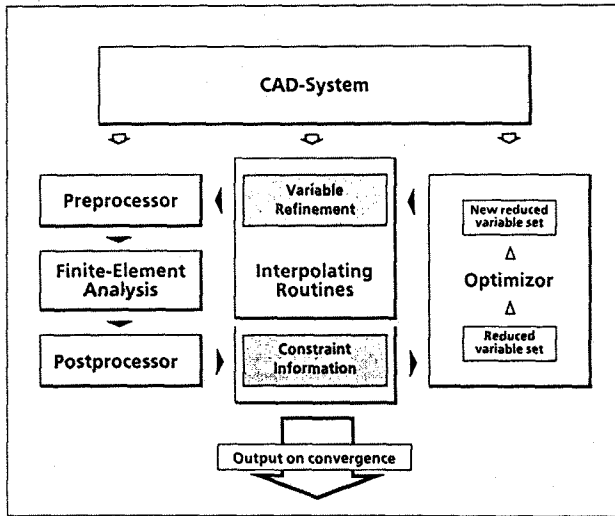 CAD-System
Preprocessor
Finite-Element
Analysis
Postprocessor
Variable
Refinement
Interpolating
Routines
Constraint
Information
New reduced
variable set
Optimizor
Reduced
variable set
Output on convergence